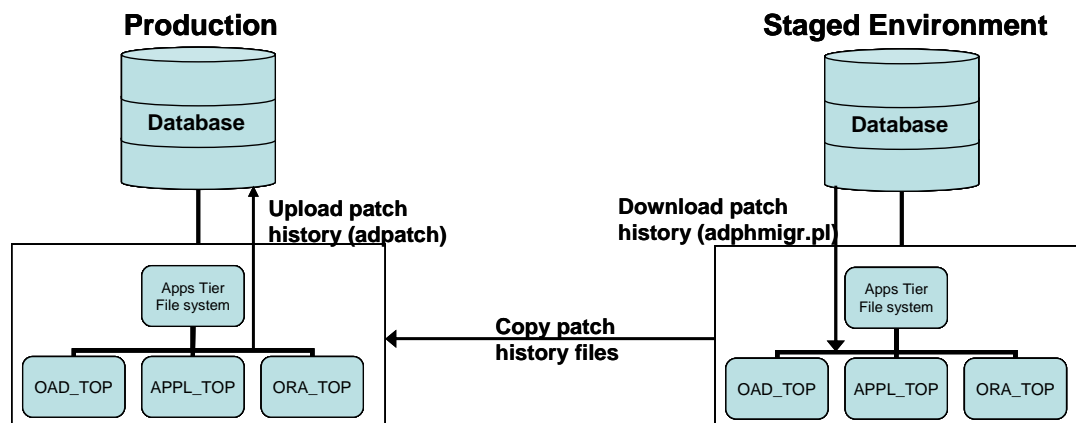 Production
Staged Environment
Database
Database
Upload patch
history (adpatch)
Download patch
history (adphmigr.pl)
Apps Tier
File system
Apps Tier
File system
Copy patch
history files
OAD_TOP
APPL_TOP
ORA_TOP
OAD_TOP
APPL_TOP
ORA_TOP